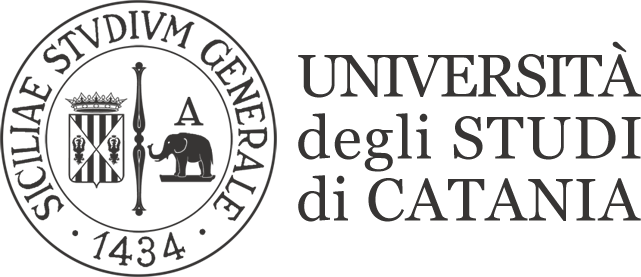 SICILIAE STVDIVM GENERALE
· 1434 ·
A
UNIVERSITÀ
degli STUDI
di CATANIA